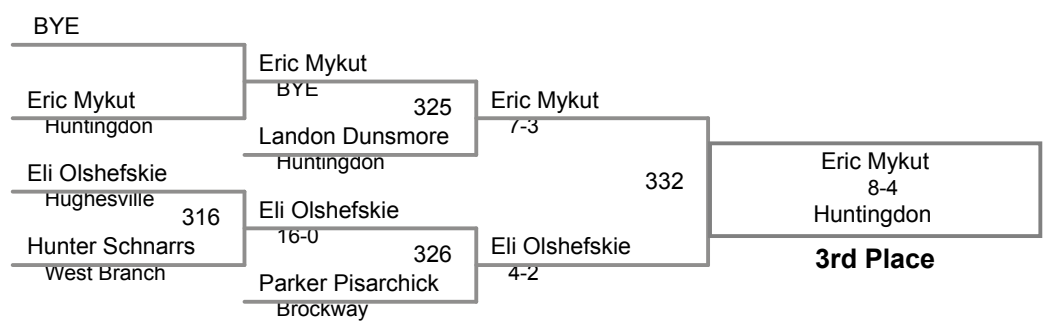 BYE
Eric Mykut
Huntingdon
Eli Olshefskie
Hughesville
316
Hunter Schnarrs
West Branch
Eric Mykut
BYE
325
Landon Dunsmore
Huntingdon
Eli Olshefskie
16-0
326
Parker Pisarchick
Brockway
Eric Mykut
7-3
332
Eli Olshefskie
4-2
Eric Mykut
8-4
Huntingdon
3rd Place